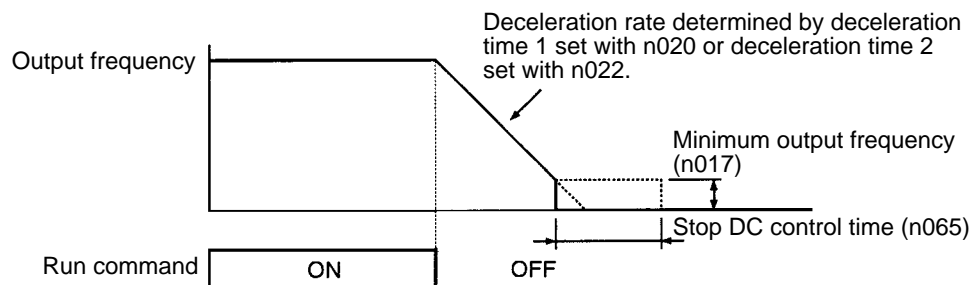 Deceleration rate determined by deceleration
time 1 set with n020 or deceleration time 2
set with n022.
Output frequency
Minimum output frequency
(n017)
Stop DC control time (n065)
Run command
ON
OFF